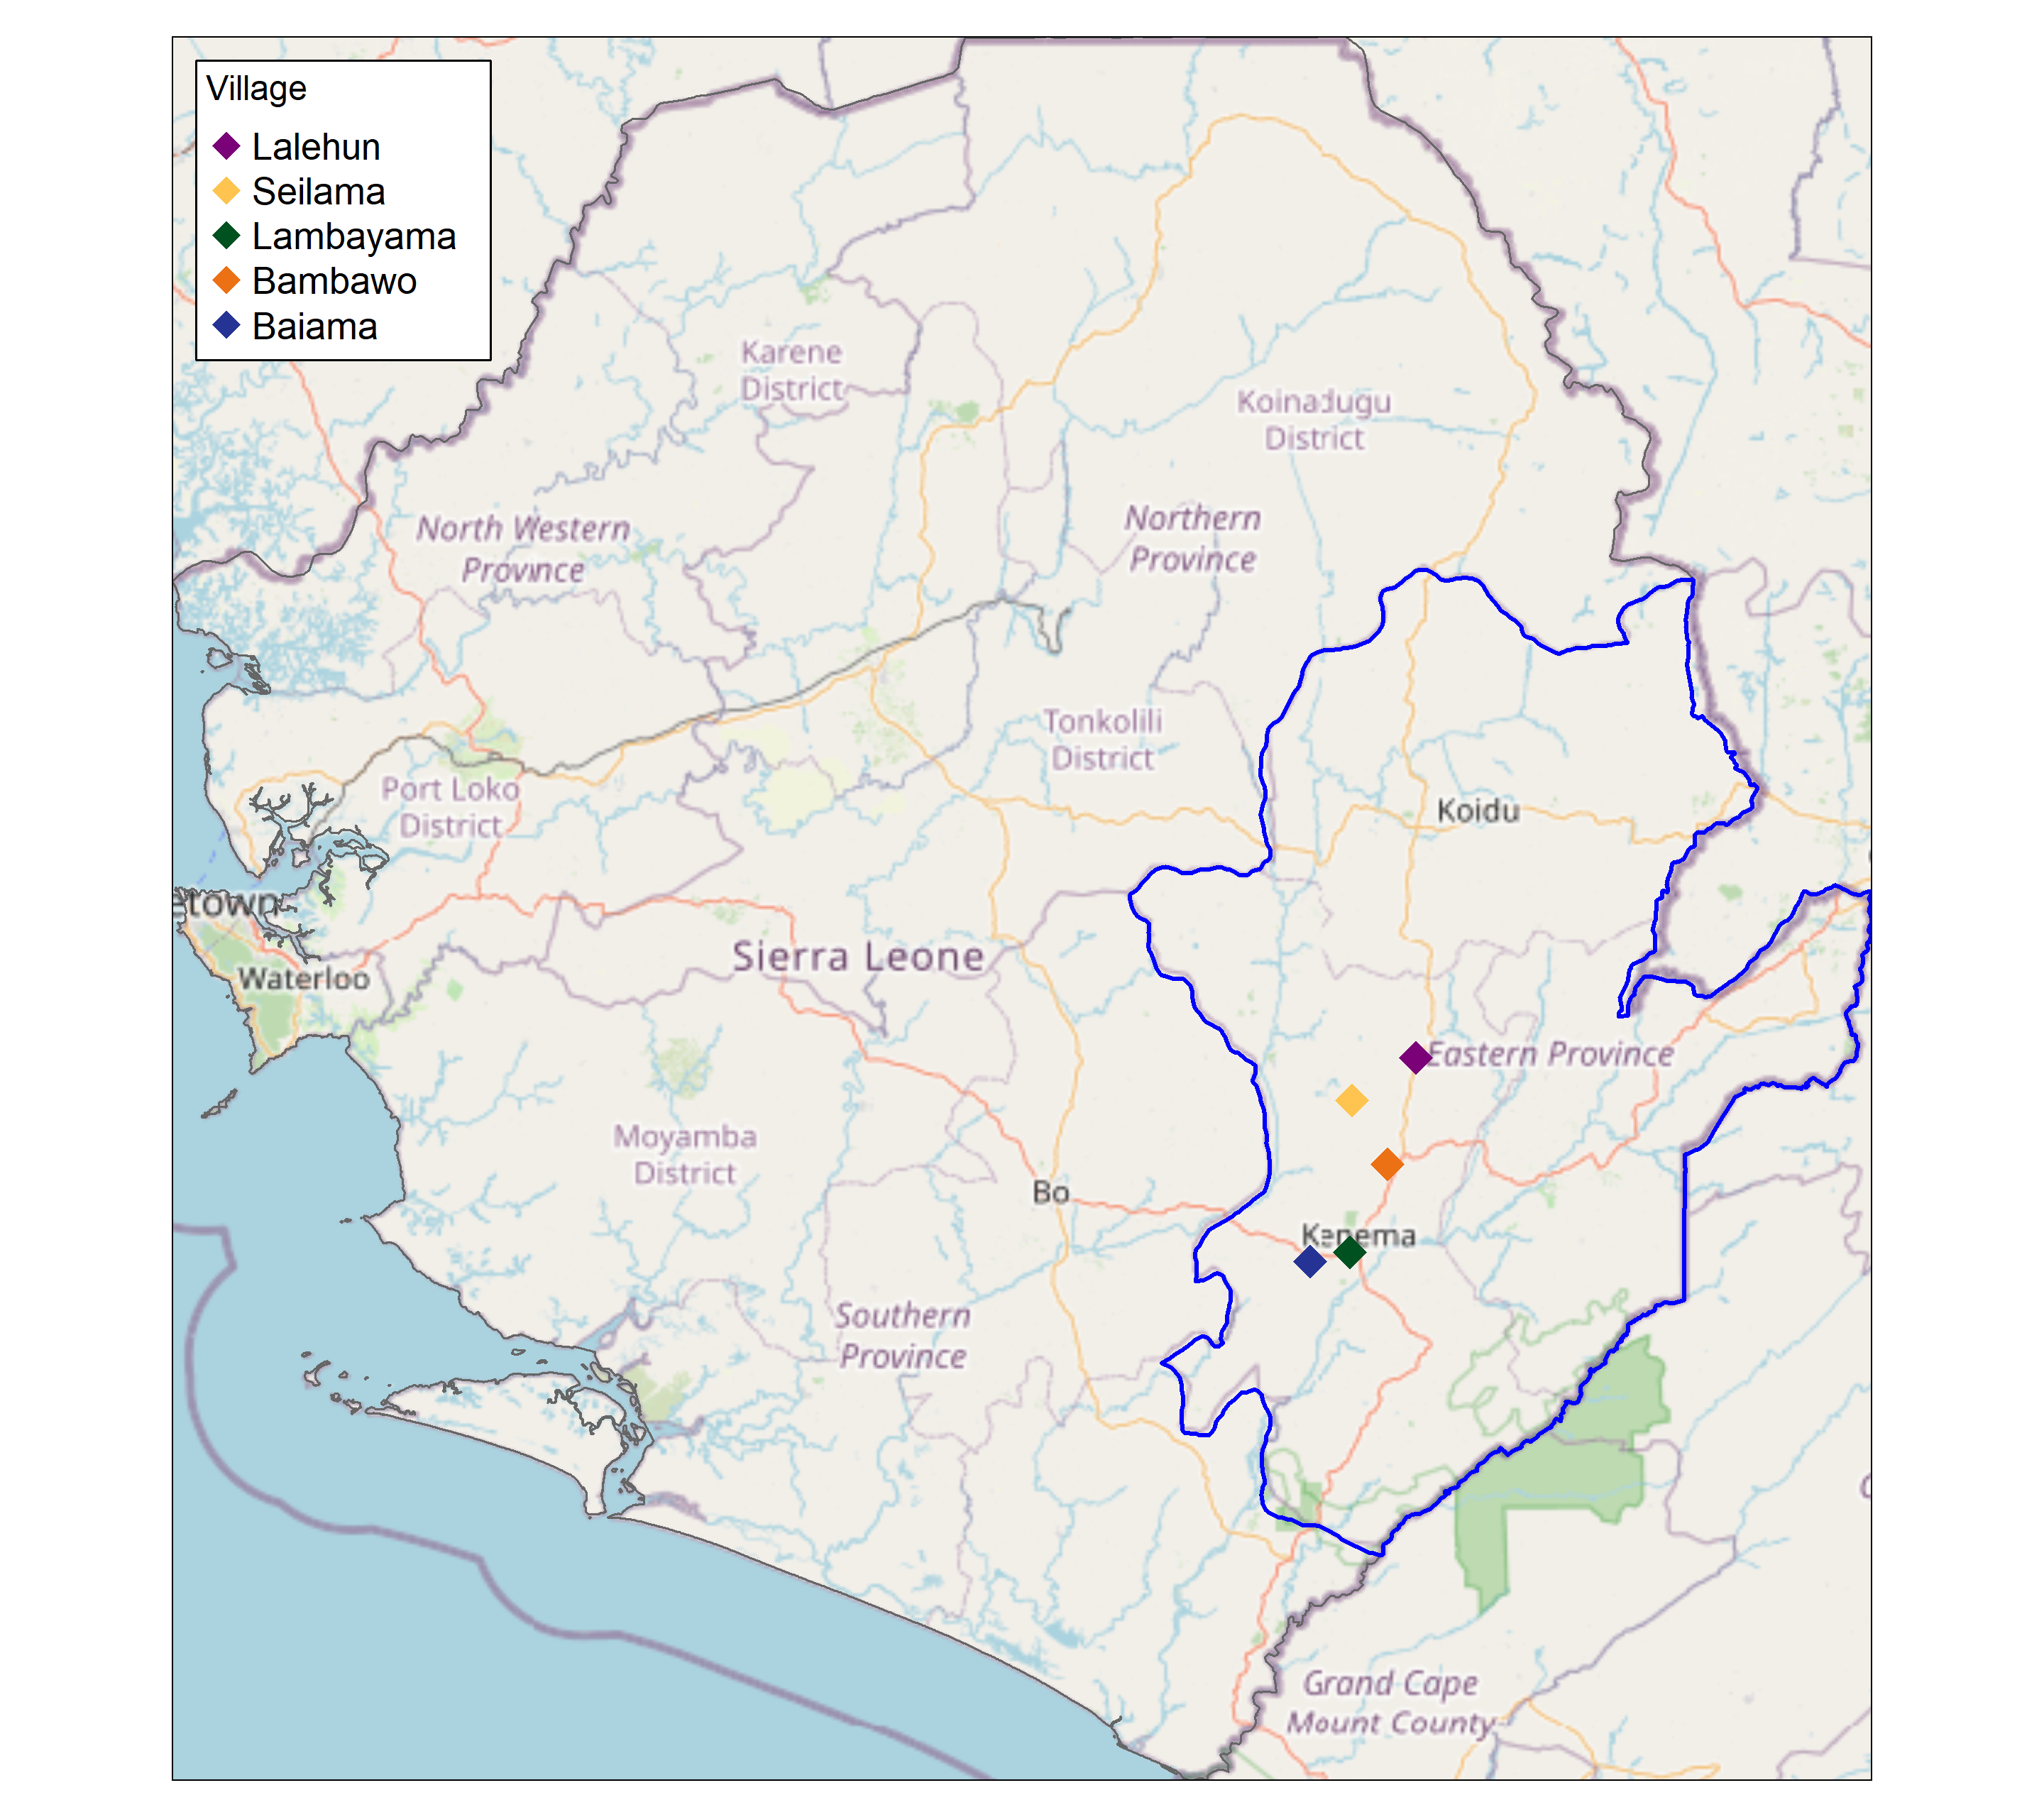 Village
Lalehun
Seilama
Lambayama
Bambawo
Baiama
Karene
District
Koinadugu
District
North Western
Province
Northern
Province
Tonkolili
District
Port Loko
District
Koidu
etown
Sierra Leone
Waterloo
Eastern Province
Moyamba
District
Bo
Kenema
Southern
Province
Grand Cape
Mount County